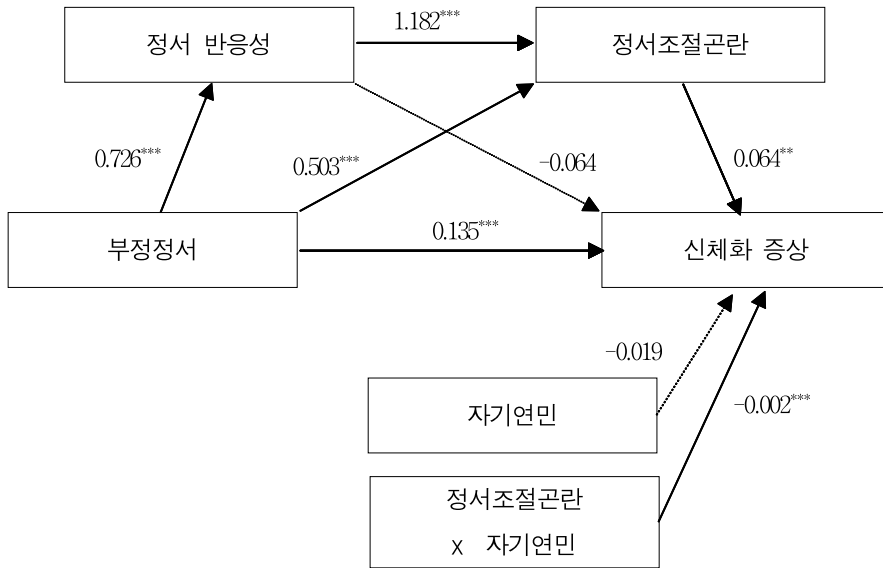 1.182***
정서 반응성
정서조절곤란
0.726***
0.503***
-0.064
0.064**
부정정서
0.135***
신체화 증상
-0.019
자기연민
-0.002***
정서조절곤란
x 자기연민